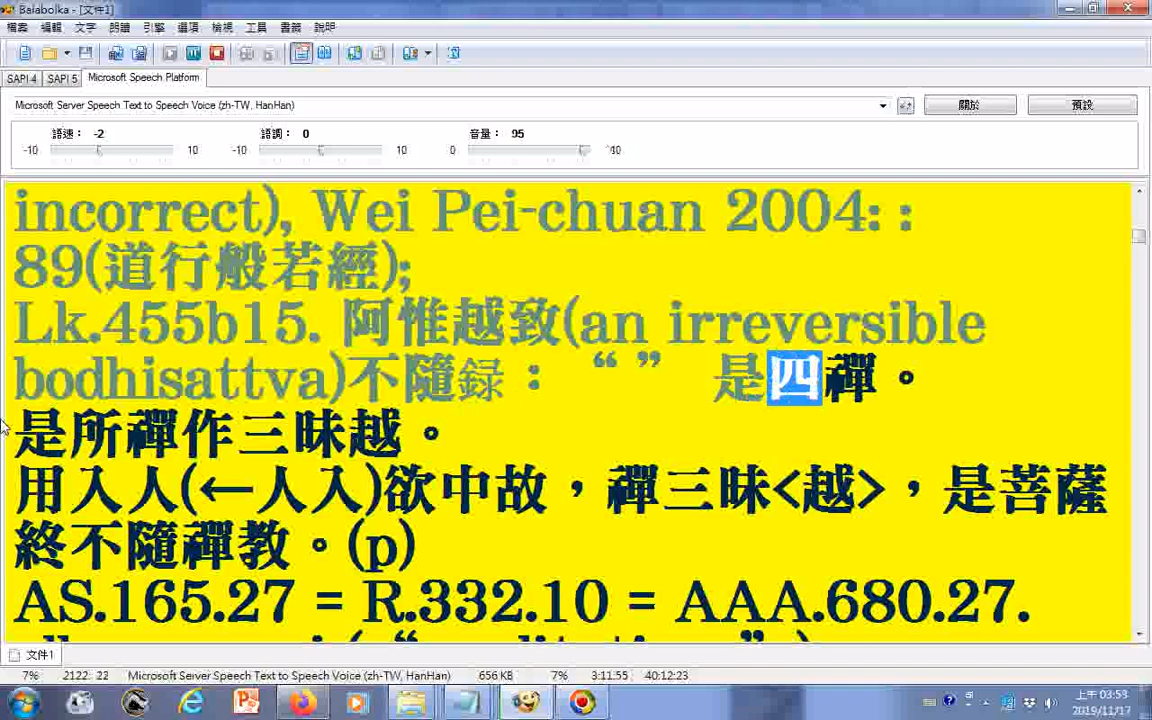 Balabolka - [文件1]
檔案 編輯 文字 朗讀 引擎 選項 檢視 工具 書籤 說明
SAPI 4 SAPI 5 Microsoft Speech Platform
Microsoft Server Speech Text to Speech Voice (zh-TW, HanHan) 關於 預設
語速： -2 語調： 0 音量： 95
-10 10 -10 10 0 100
incorrect), Wei Pei-chuan 2004: :
89(道行般若經);
Lk.455b15. 阿惟越致(an irreversible
bodhisattva)不隨録：“ ” 是四禪。
是所禪作三昧越。
用入人(←人入)欲中故，禪三昧<越>，是菩薩
終不隨禪教。(p)
AS.165.27 = R.332.10 = AAA.680.27.
文件1
7% 2122: 22 Microsoft Server Speech Text to Speech Voice (zh-TW, HanHan) 656 KB 7% 3:11.55 40:12:23
上午 03:53
2019/11/17